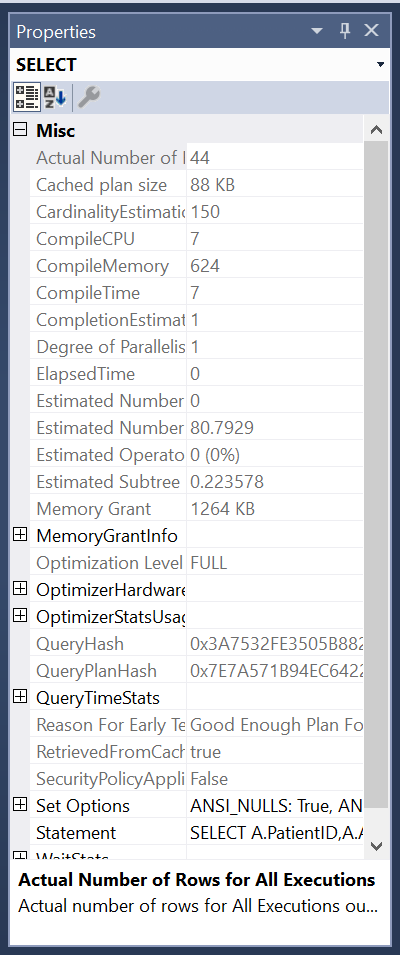 Properties
SELECT
Misc
Actual Number of 44
Cached plan size 88 KB
CardinalityEstimatic 150
CompileCPU 7
CompileMemory 624
CompileTime 7
CompletionEstimat 1
Degree of Parallelis 1
ElapsedTime 0
Estimated Number 0
Estimated Number 80.7929
Estimated Operato 0 (0%)
Estimated Subtree 0.223578
Memory Grant 1264 KB
MemoryGrantInfo
Optimization Level FULL
OptimizerHardware
OptimizerStatsUsag
QueryHash 0x3A7532FE3505B882
QueryPlanHash 0x7E7A571B94EC6422
QueryTimeStats
Reason For Early Te Good Enough Plan Fo
RetrievedFromCach true
SecurityPolicyAppli False
Set Options ANSI_NULLS: True, AN
Statement SELECT A.PatientID,A.A
WaitStats
Actual Number of Rows for All Executions
Actual number of rows for All Executions ou...